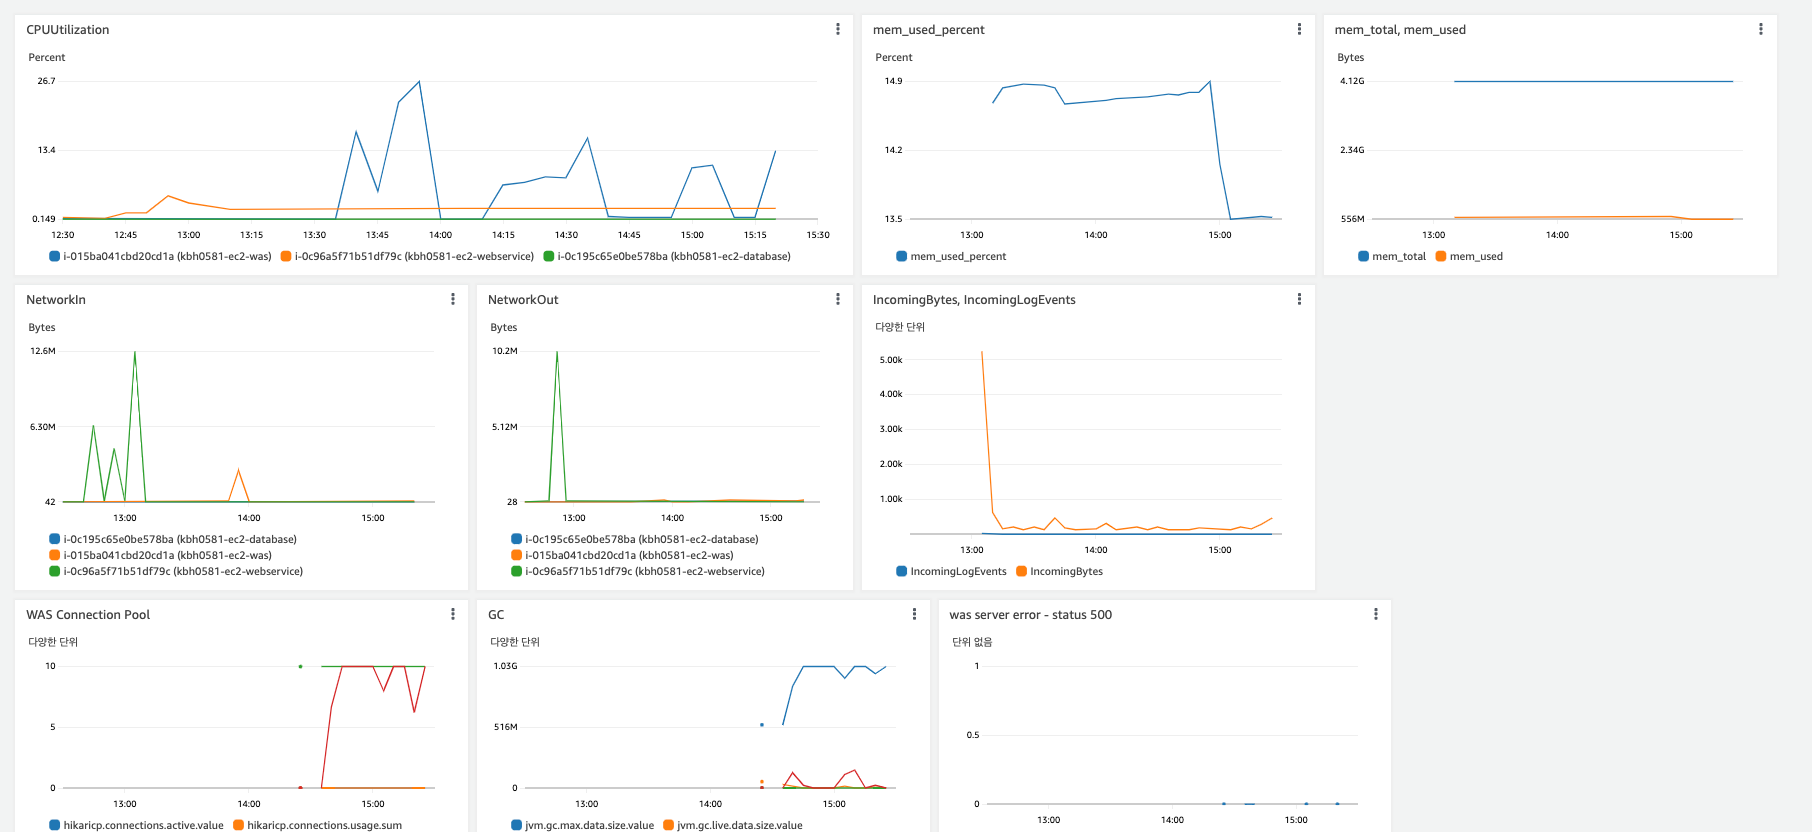 CPUUtilization
Percent
26.7
13.4
0.149
12:30 12:45 13:00 13:15 13:30 13:45 14:00 14:15 14:30 14:45 15:00 15:15 15:30
i-015ba041cbd20cd1a (kbh0581-ec2-was) i-0c96a5f71b51df79c (kbh0581-ec2-webservice) i-0c195c65e0be578ba (kbh0581-ec2-database)
mem_used_percent
Percent
14.9
14.2
13.5
13:00 14:00 15:00
mem_used_percent
mem_total, mem_used
Bytes
4.12G
2.34G
556M
13:00 14:00 15:00
mem_total mem_used
NetworkIn
Bytes
12.6M
6.30M
42
13:00 14:00 15:00
i-0c195c65e0be578ba (kbh0581-ec2-database)
i-015ba041cbd20cd1a (kbh0581-ec2-was)
i-0c96a5f71b51df79c (kbh0581-ec2-webservice)
NetworkOut
Bytes
10.2M
5.12M
28
13:00 14:00 15:00
i-0c195c65e0be578ba (kbh0581-ec2-database)
i-015ba041cbd20cd1a (kbh0581-ec2-was)
i-0c96a5f71b51df79c (kbh0581-ec2-webservice)
IncomingBytes, IncomingLogEvents
다양한 단위
5.00k
4.00k
3.00k
2.00k
1.00k
13:00 14:00 15:00
IncomingLogEvents IncomingBytes
WAS Connection Pool
다양한 단위
10
5
0
13:00 14:00 15:00
hikaricp.connections.active.value hikaricp.connections.usage.sum
GC
다양한 단위
1.03G
516M
0
13:00 14:00 15:00
jvm.gc.max.data.size.value jvm.gc.live.data.size.value
was server error - status 500
단위 없음
1
0.5
0
13:00 14:00 15:00